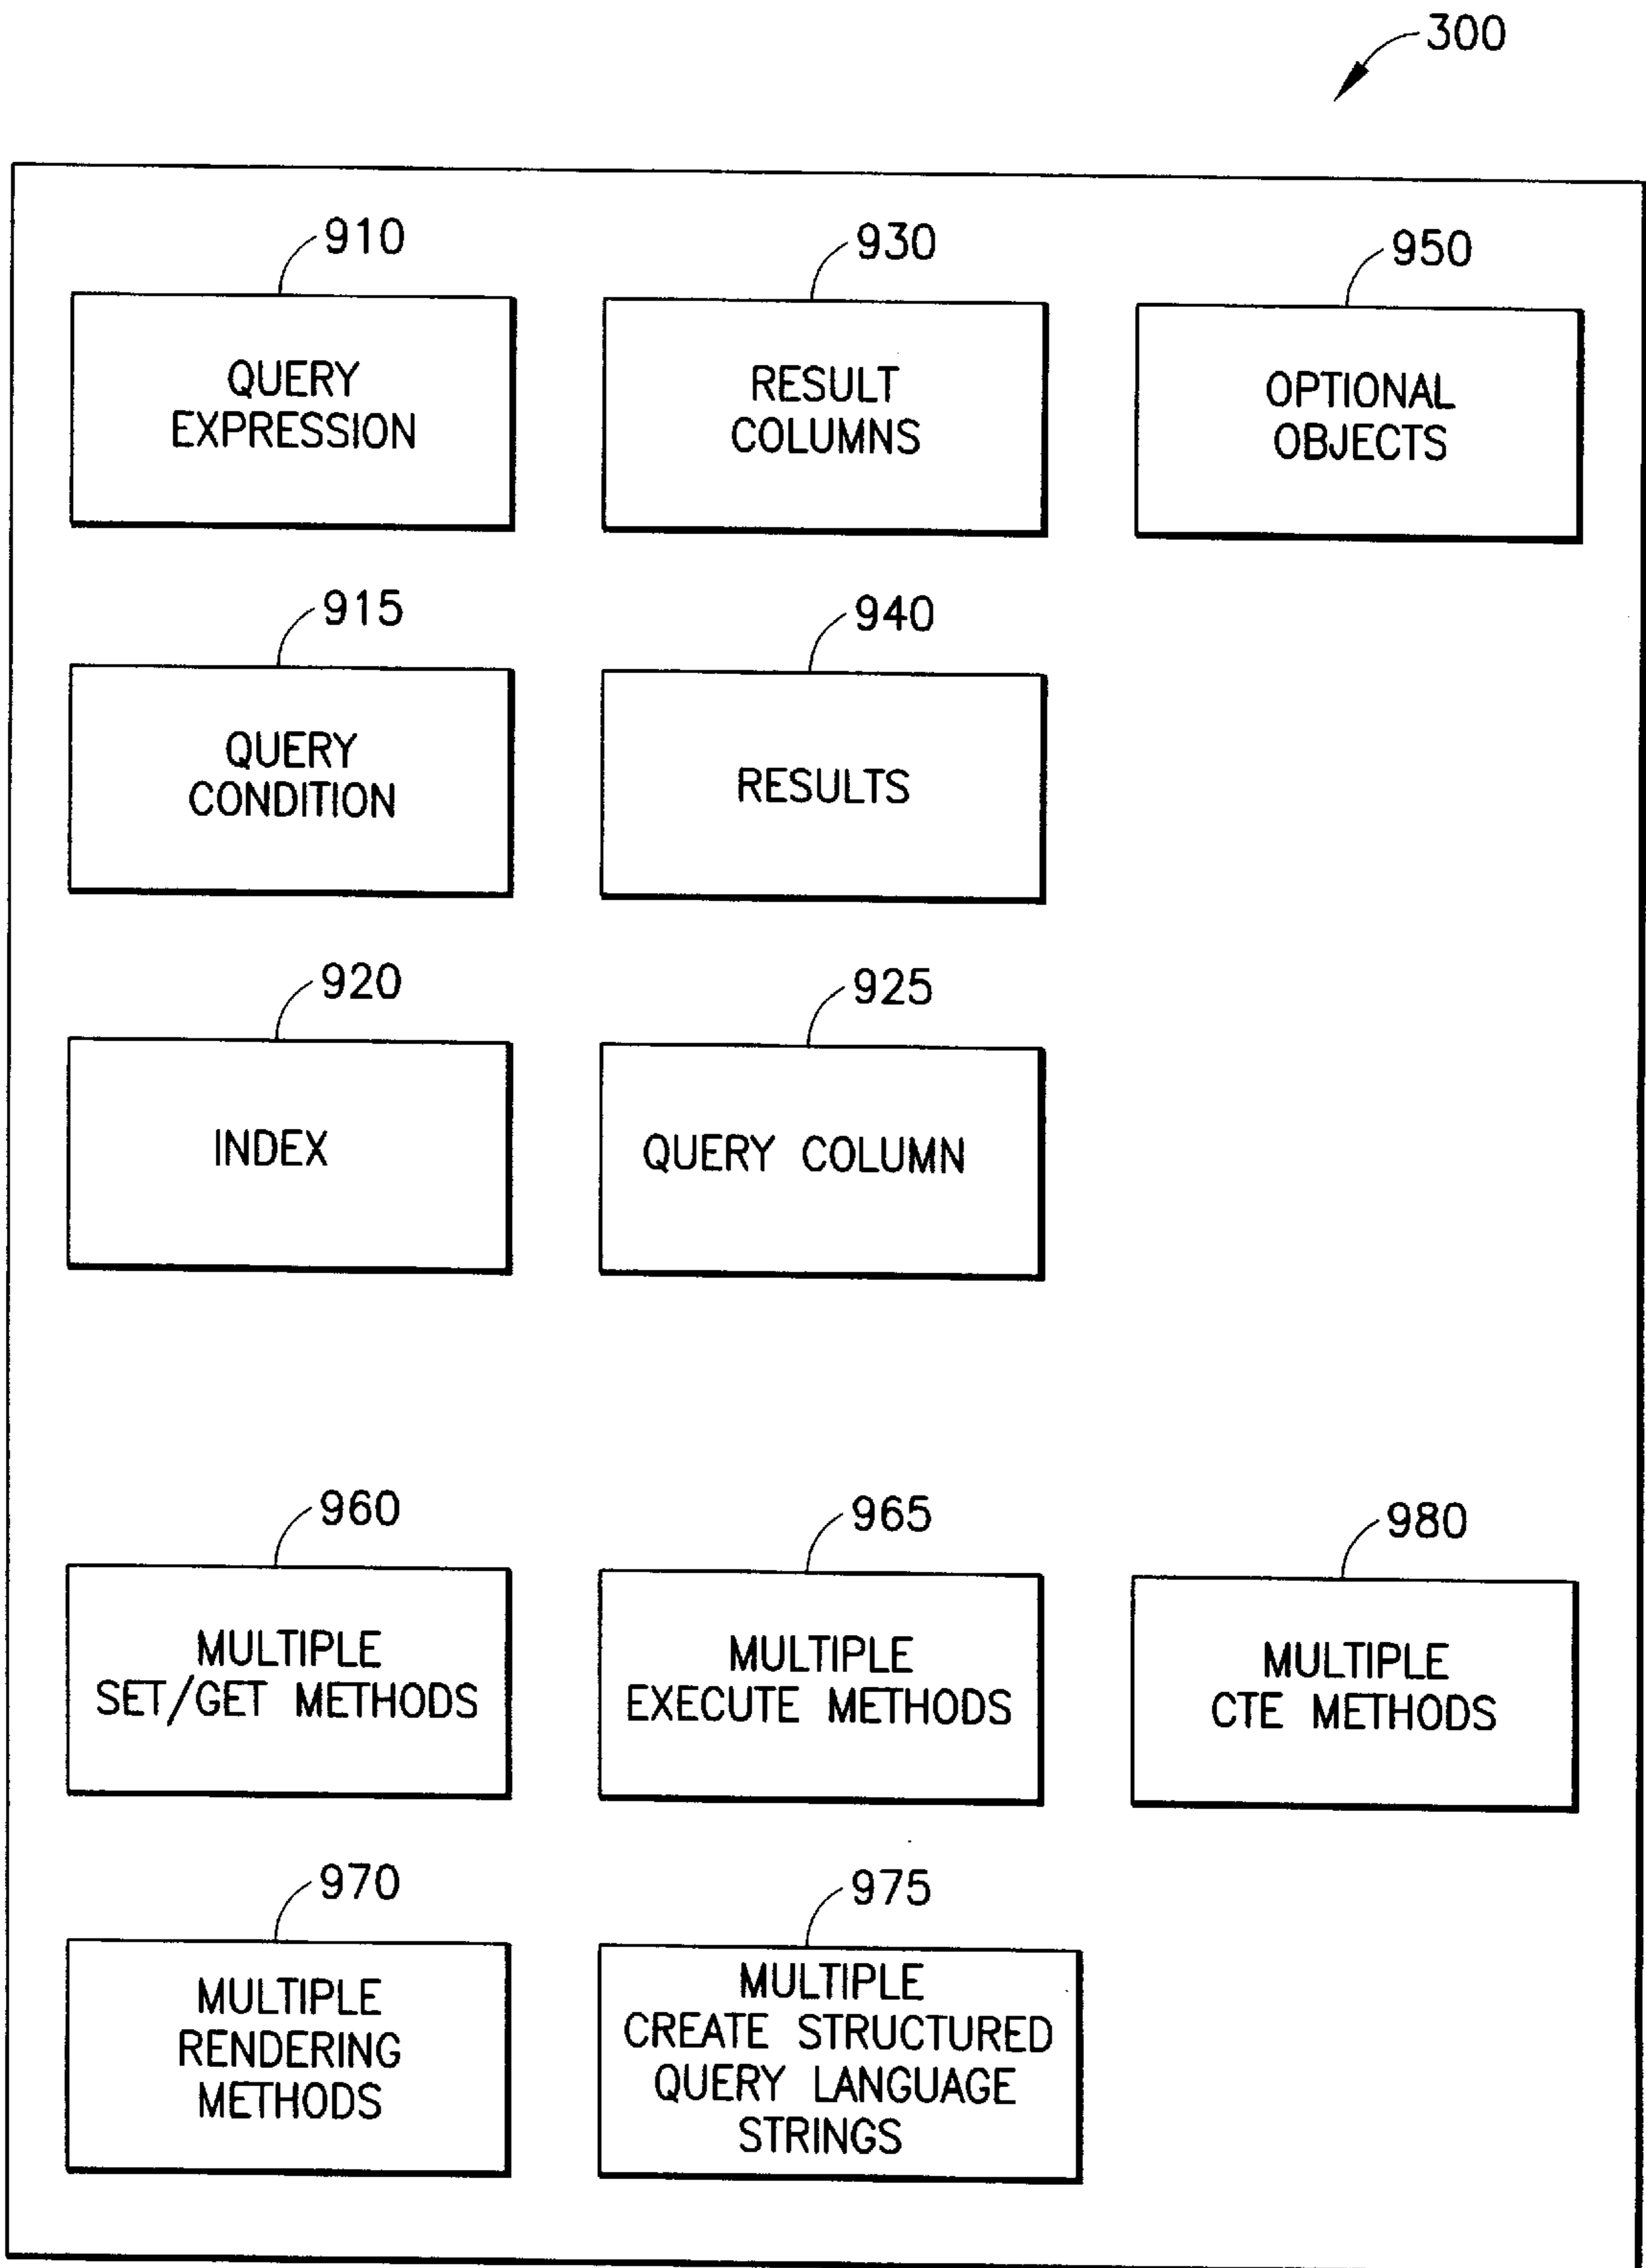 300
910
QUERY
EXPRESSION
930
RESULT
COLUMNS
950
OPTIONAL
OBJECTS
915
QUERY
CONDITION
940
RESULTS
920
INDEX
925
QUERY COLUMN
960
MULTIPLE
SET/GET METHODS
965
MULTIPLE
EXECUTE METHODS
980
MULTIPLE
CTE METHODS
970
MULTIPLE
RENDERING
METHODS
975
MULTIPLE
CREATE STRUCTURED
QUERY LANGUAGE
STRINGS